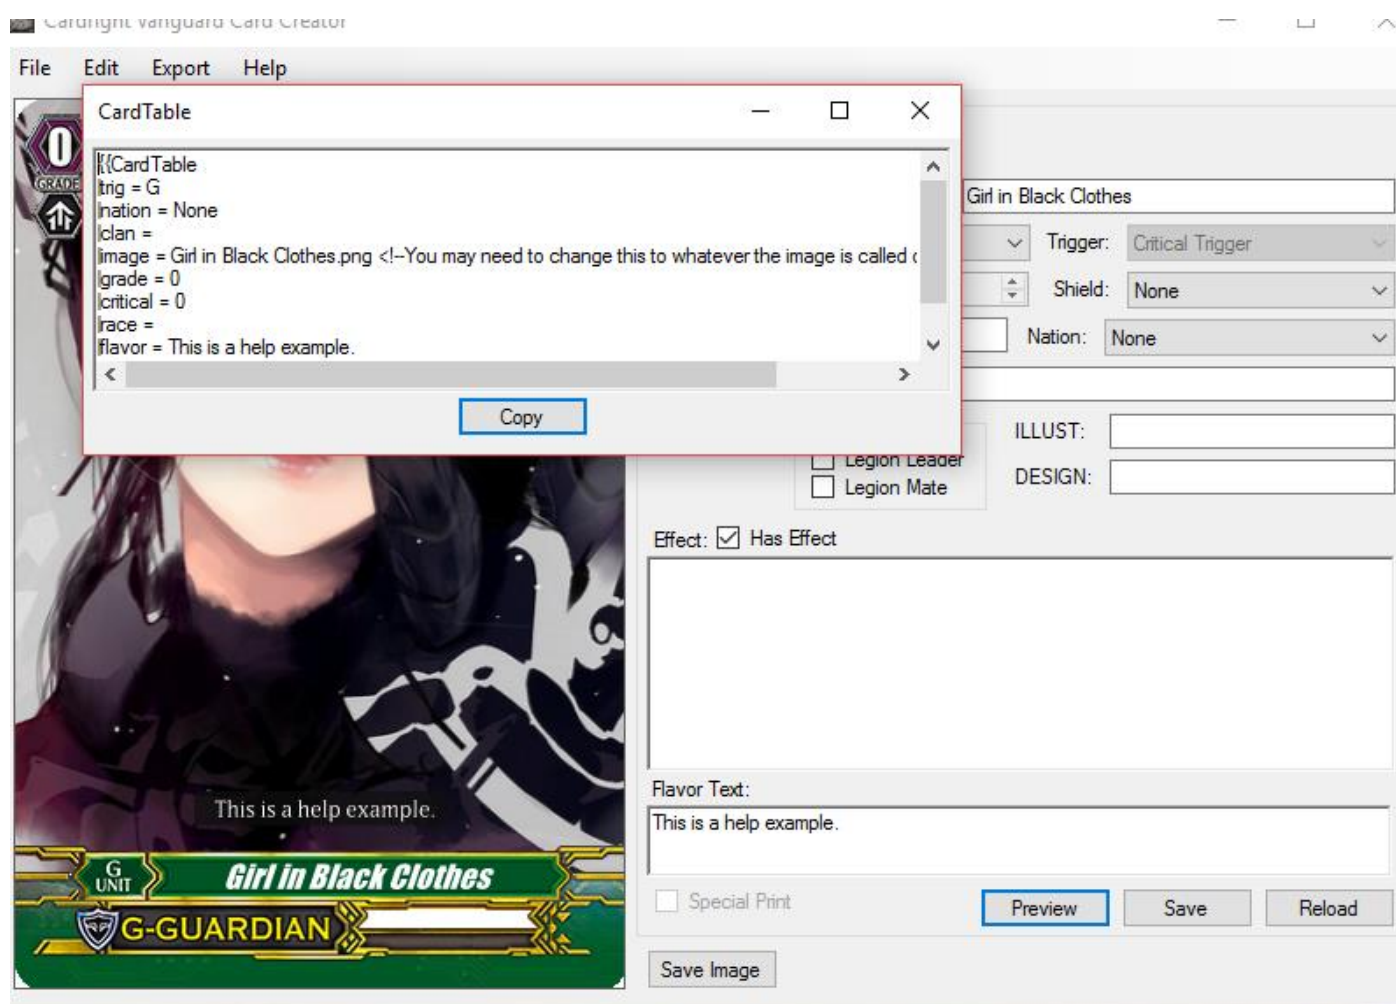 Cardfight Vanguard Card Creator
File Edit Export Help
CardTable
{{CardTable
|trig = G
|nation = None
|clan =
|image = Girl in Black Clothes.png <!--You may need to change this to whatever the image is called
|grade = 0
|critical = 0
|race =
|flavor = This is a help example.
Copy
0
GRADE
Girl in Black Clothes
Trigger: Critical Trigger
Shield: None
Nation: None
ILLUST:
Legion Leader
DESIGN:
Legion Mate
Effect: Has Effect
Flavor Text:
This is a help example.
Special Print
Preview Save Reload
Save Image
This is a help example.
G UNIT
Girl in Black Clothes
G-GUARDIAN